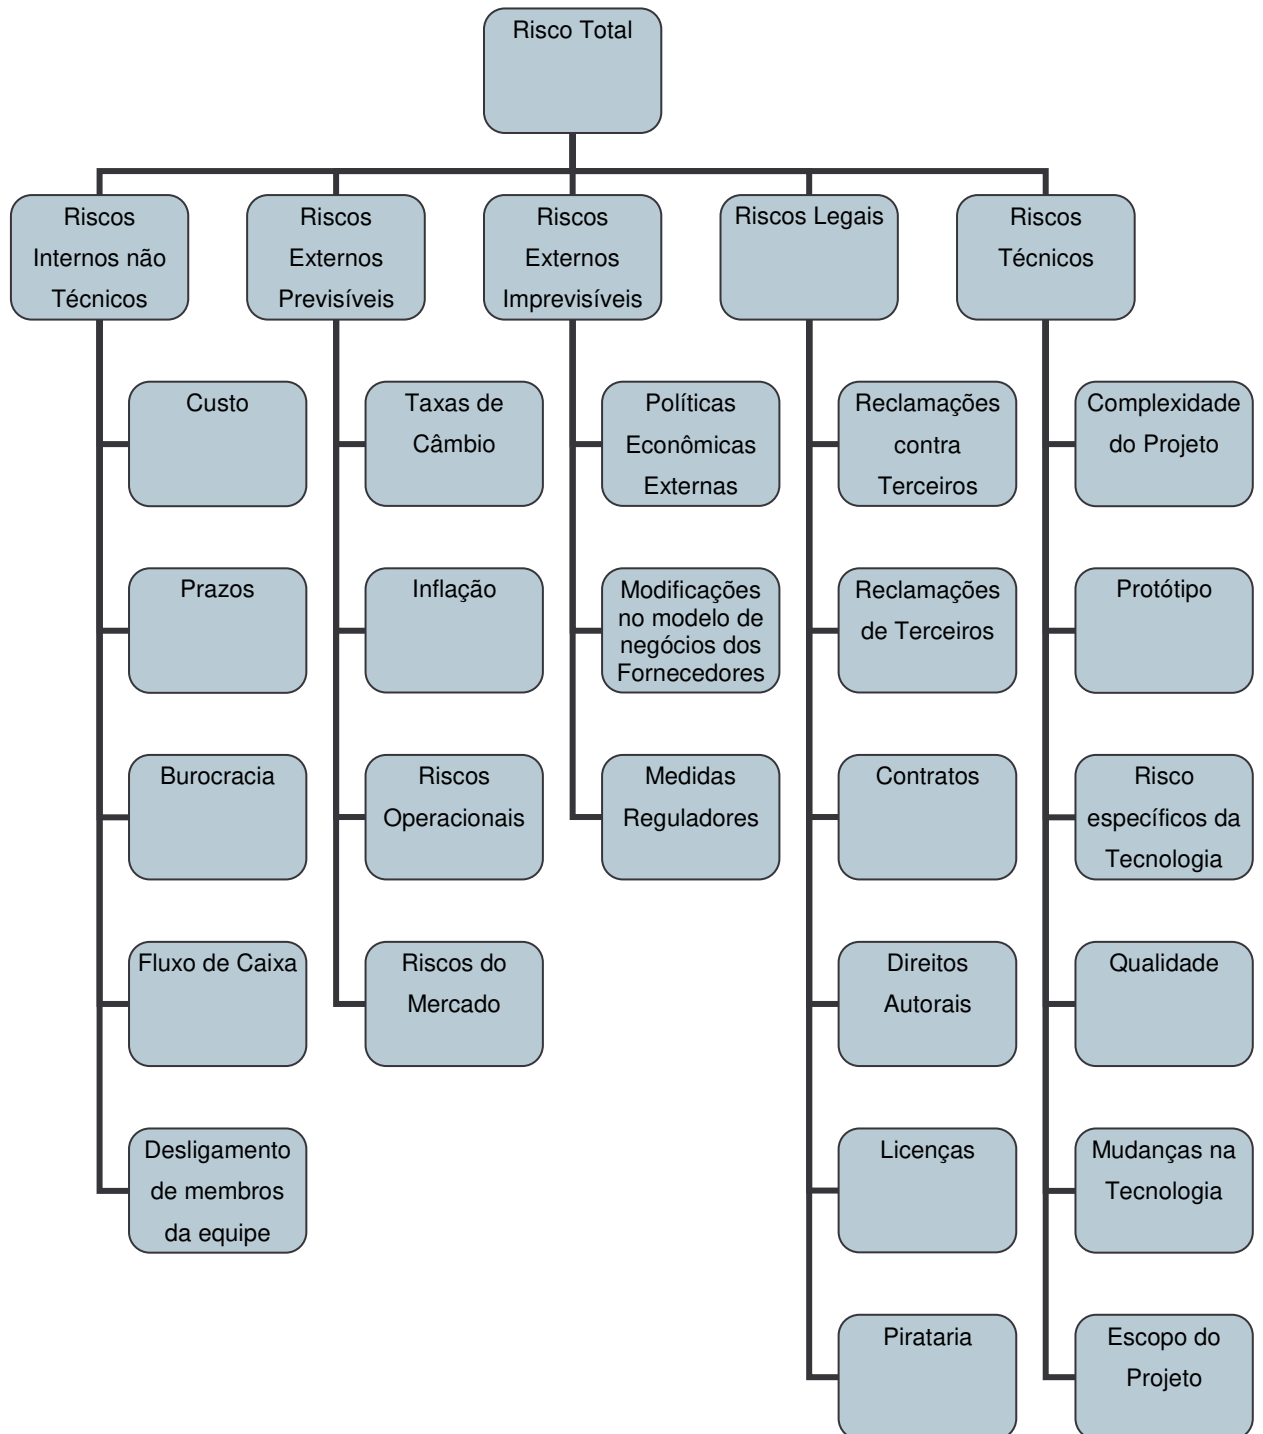 Risco Total
Riscos
Internos não
Técnicos
Riscos
Externos
Previsíveis
Riscos
Externos
Imprevisíveis
Riscos Legais
Riscos
Técnicos
Custo
Taxas de
Câmbio
Políticas
Econômicas
Externas
Reclamações
contra
Terceiros
Complexidade
do Projeto
Prazos
Inflação
Modificações
no modelo de
negócios dos
Fornecedores
Reclamações
de Terceiros
Protótipo
Burocracia
Riscos
Operacionais
Medidas
Reguladores
Contratos
Risco
específicos da
Tecnologia
Fluxo de Caixa
Riscos do
Mercado
Direitos
Autorais
Qualidade
Desligamento
de membros
da equipe
Licenças
Mudanças na
Tecnologia
Pirataria
Escopo do
Projeto